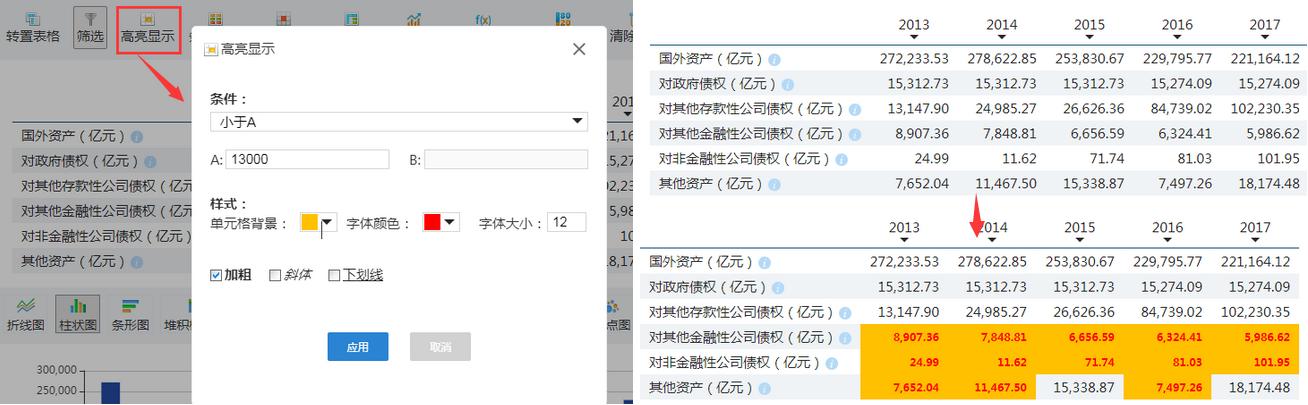 转置表格 筛选 高亮显示 f(x) 清除
高亮显示
条件：
小于A
A: 13000 B:
样式：
单元格背景： 字体颜色： 字体大小： 12
加粗 斜体 下划线
应用 取消
201
国外资产（亿元）
对政府债权（亿元） 15,27
对其他存款性公司债权（亿元
对其他金融性公司债权（亿元 5,98
对非金融性公司债权（亿元） 10
其他资产（亿元）
折线图 柱状图 条形图 堆积 点图
300,000
250,000
2013 2014 2015 2016 2017
国外资产（亿元） 272,233.53 278,622.85 253,830.67 229,795.77 221,164.12
对政府债权（亿元） 15,312.73 15,312.73 15,312.73 15,274.09 15,274.09
对其他存款性公司债权（亿元） 13,147.90 24,985.27 26,626.36 84,739.02 102,230.35
对其他金融性公司债权（亿元） 8,907.36 7,848.81 6,656.59 6,324.41 5,986.62
对非金融性公司债权（亿元） 24.99 11.62 71.74 81.03 101.95
其他资产（亿元） 7,652.04 11,467.50 15,338.87 7,497.26 18,174.48
2013 2014 2015 2016 2017
国外资产（亿元） 272,233.53 278,622.85 253,830.67 229,795.77 221,164.12
对政府债权（亿元） 15,312.73 15,312.73 15,312.73 15,274.09 15,274.09
对其他存款性公司债权（亿元） 13,147.90 24,985.27 26,626.36 84,739.02 102,230.35
对其他金融性公司债权（亿元） 8,907.36 7,848.81 6,656.59 6,324.41 5,986.62
对非金融性公司债权（亿元） 24.99 11.62 71.74 81.03 101.95
其他资产（亿元） 7,652.04 11,467.50 15,338.87 7,497.26 18,174.48